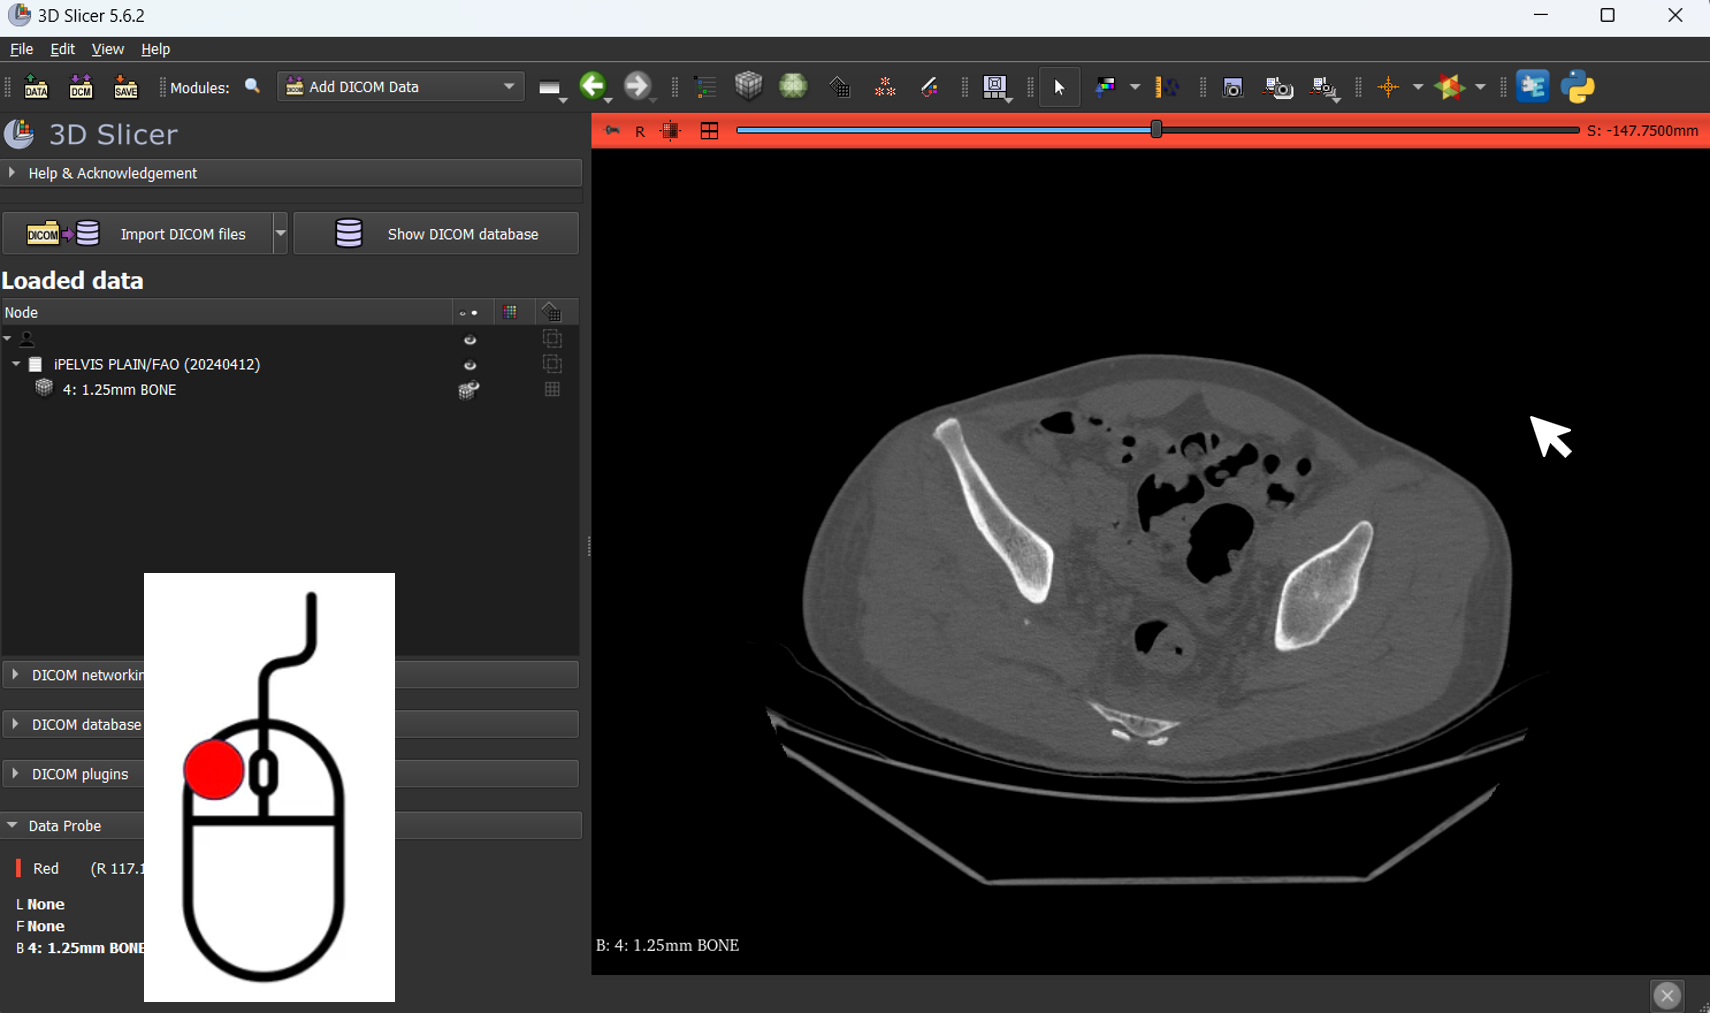 3D Slicer 5.6.2
File Edit View Help
DATA DCM SAVE Modules: Add DICOM Data
3D Slicer
R S: -147.7500mm
Help & Acknowledgement
DICOM Import DICOM files Show DICOM database
Loaded data
Node
iPELVIS PLAIN/FAO (20240412)
4: 1.25mm BONE
DICOM networkin
DICOM database
DICOM plugins
Data Probe
Red (R 117.1
L None
F None
B 4: 1.25mm BONE
B: 4: 1.25mm BONE